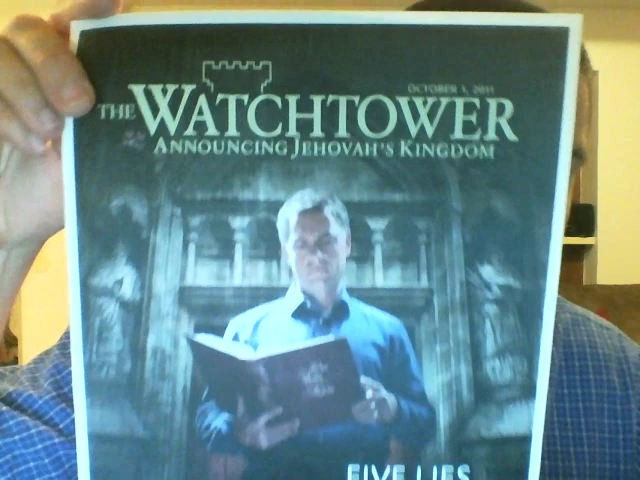 OCTOBER 1, 2011
THE WATCHTOWER
ANNOUNCING JEHOVAH'S KINGDOM
FIVE LIES